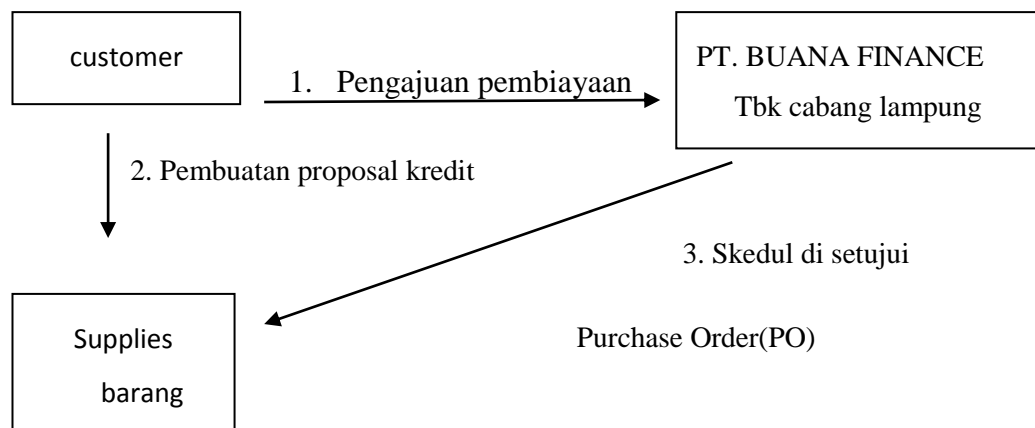 customer
1. Pengajuan pembiayaan
PT. BUANA FINANCE
Tbk cabang lampung
2. Pembuatan proposal kredit
3. Skedul di setujui
Supplies
barang
Purchase Order(PO)